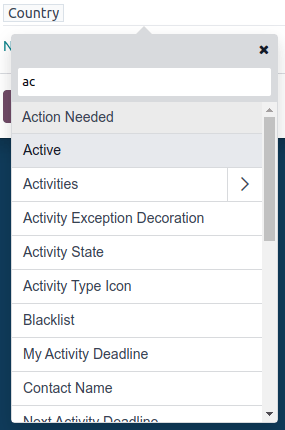 Country
N
ac
Action Needed
Active
Activities
Activity Exception Decoration
Activity State
Activity Type Icon
Blacklist
My Activity Deadline
Contact Name
Next Activity Deadline